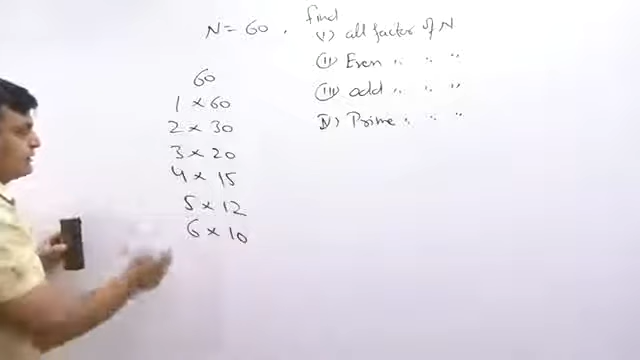 N = 60 , find
(i) all factor of N
(ii) Even " " "
(iii) odd " " "
iv) Prime " " "
60
1 × 60
2 × 30
3 × 20
4 × 15
5 × 12
6 × 10